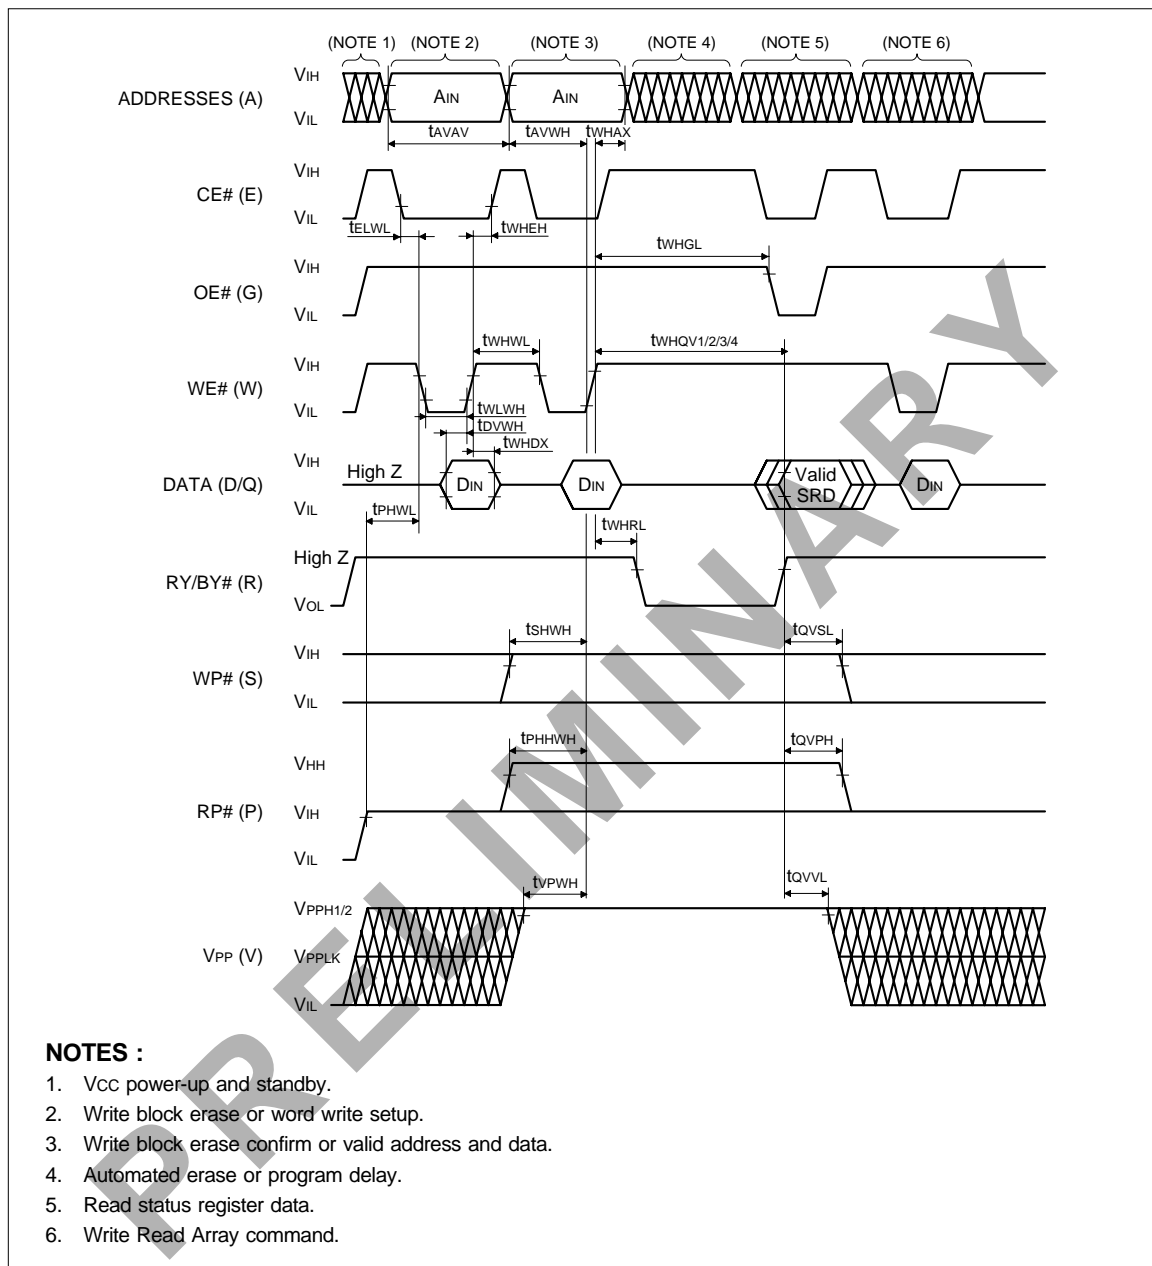 (NOTE 1) (NOTE 2) (NOTE 3) (NOTE 4) (NOTE 5) (NOTE 6)
VIH
ADDRESSES (A) AIN AIN
VIL
tAVAV tAVWH tWHAX
VIH
CE# (E)
VIL
tELWL tWHEH
tWHGL
VIH
OE# (G)
VIL
tWHWL tWHQV1/2/3/4
VIH
WE# (W)
VIL
tWLWH
tDVWH
tWHDX
VIH
High Z
DATA (D/Q) DIN DIN Valid SRD DIN
VIL
tPHWL
tWHRL
High Z
RY/BY# (R)
VOL
tSHWH tQVSL
VIH
WP# (S)
VIL
tPHHWH tQVPH
VHH
RP# (P) VIH
VIL
tVPWH tQVVL
VPPH1/2
VPP (V) VPPLK
VIL
PRELIMINARY
NOTES :
1. VCC power-up and standby.
2. Write block erase or word write setup.
3. Write block erase confirm or valid address and data.
4. Automated erase or program delay.
5. Read status register data.
6. Write Read Array command.